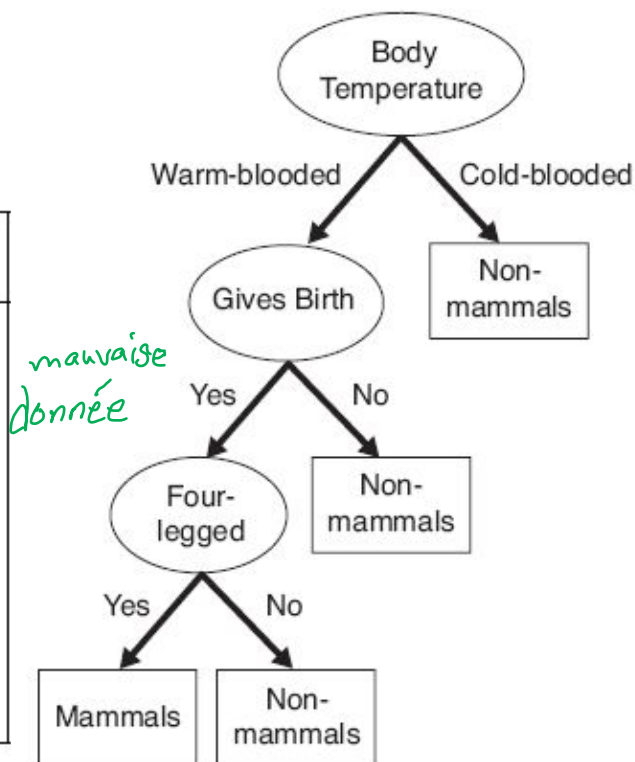 Body
Temperature
Warm-blooded
Cold-blooded
Gives Birth
Non-
mammals
mauvaise
donnée
Yes
No
Four-
legged
Non-
mammals
Yes
No
Mammals
Non-
mammals